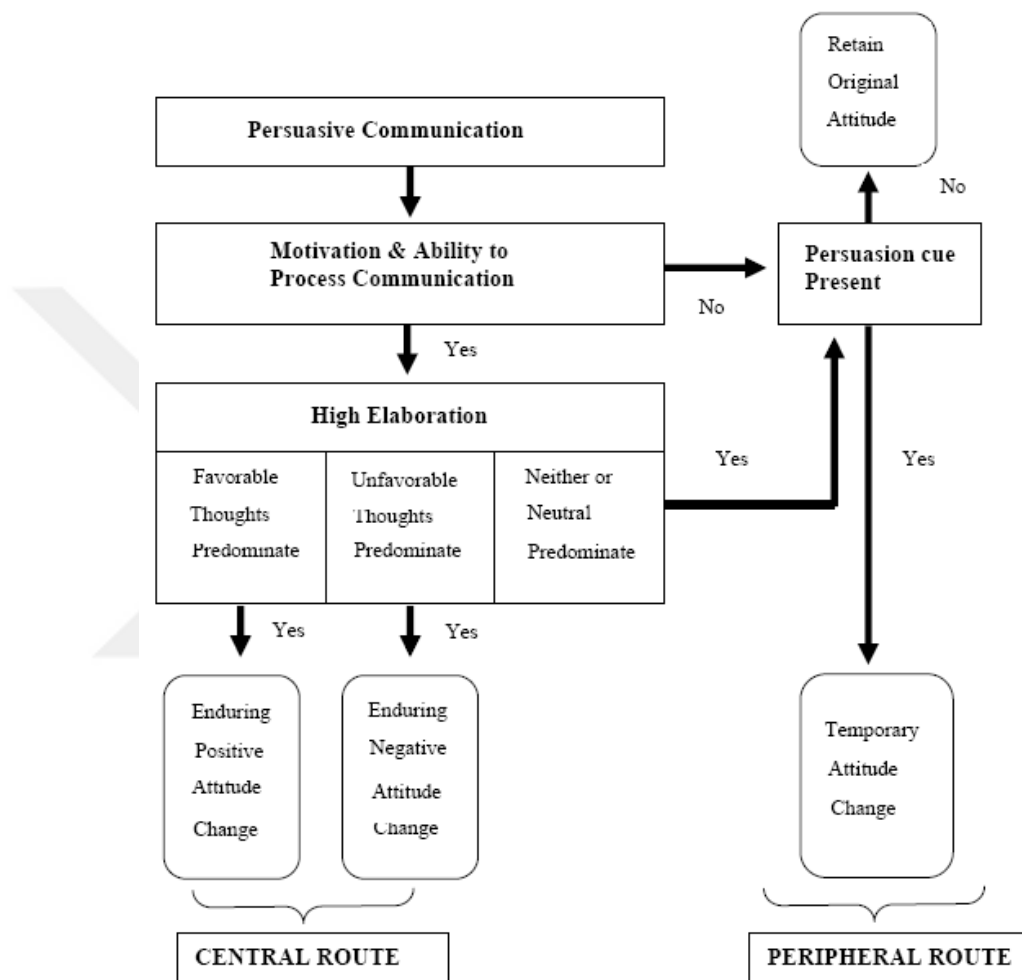 Retain
Original
Attitude
Persuasive Communication
No
Motivation & Ability to
Process Communication
Persuasion cue
Present
No
Yes
High Elaboration
Favorable
Thoughts
Predominate
Unfavorable
Thoughts
Predominate
Neither or
Neutral
Predominate
Yes
Yes
Yes
Yes
Enduring
Positive
Attitude
Change
Enduring
Negative
Attitude
Change
Temporary
Attitude
Change
CENTRAL ROUTE
PERIPHERAL ROUTE